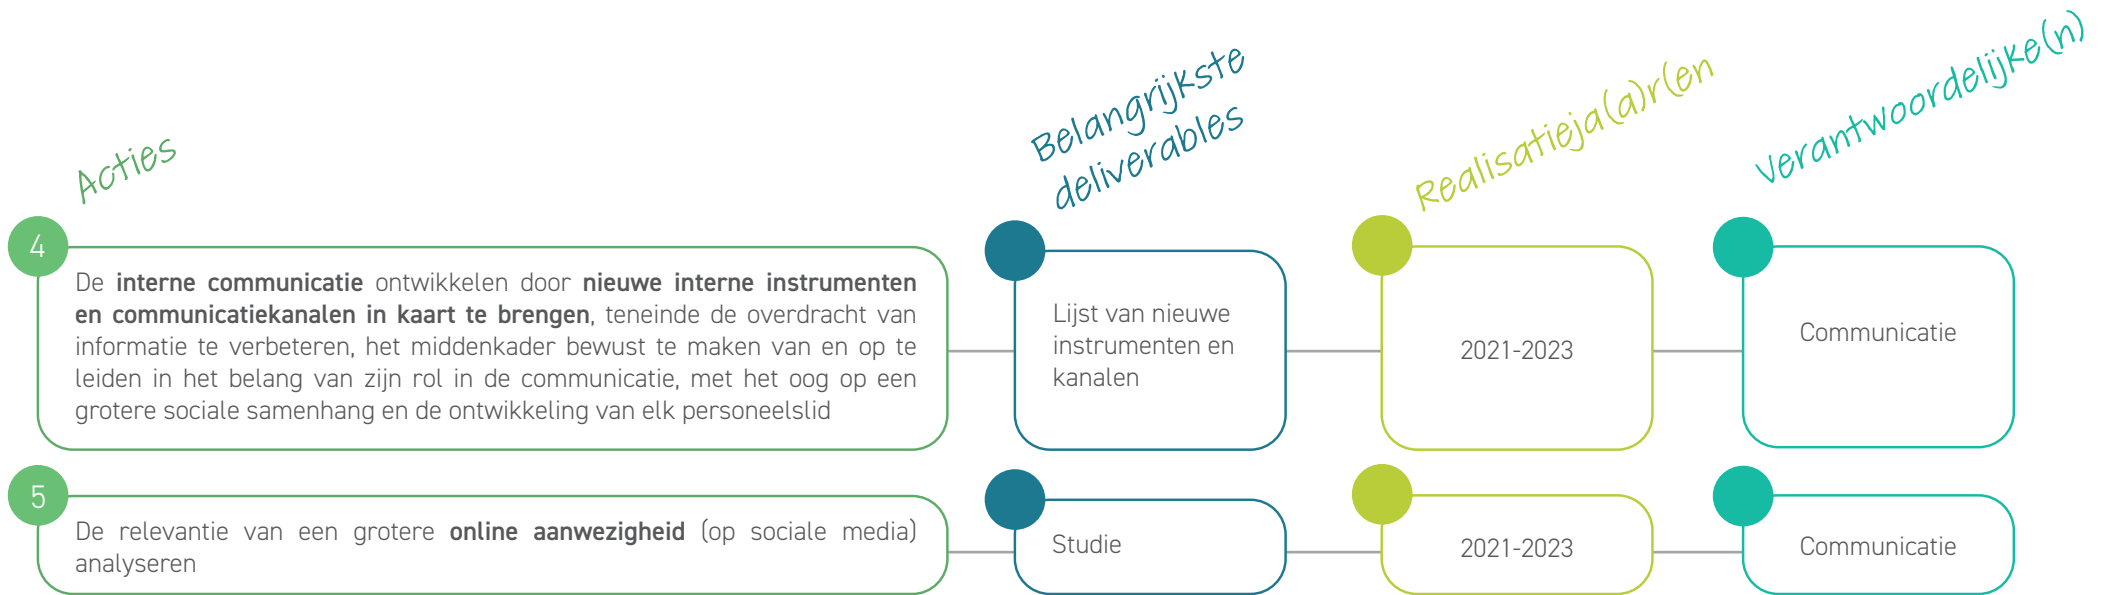 Acties
Belangrijkste
deliverables
Realisatieja(a)r(en
Verantwoordelijke(n)
4
De interne communicatie ontwikkelen door nieuwe interne instrumenten
en communicatiekanalen in kaart te brengen, teneinde de overdracht van
informatie te verbeteren, het middenkader bewust te maken van en op te
leiden in het belang van zijn rol in de communicatie, met het oog op een
grotere sociale samenhang en de ontwikkeling van elk personeelslid
Lijst van nieuwe
instrumenten en
kanalen
2021-2023
Communicatie
5
De relevantie van een grotere online aanwezigheid (op sociale media)
analyseren
Studie
2021-2023
Communicatie